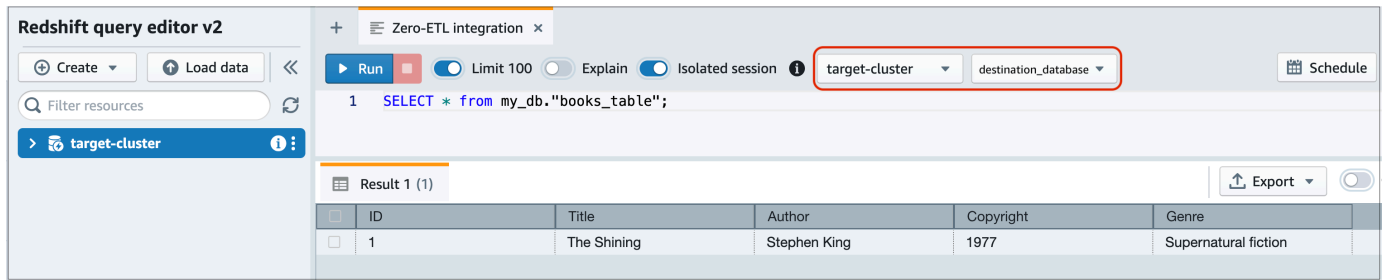 Redshift query editor v2
Create
Load data
Filter resources
target-cluster
Zero-ETL integration
Run
Limit 100
Explain
Isolated session
target-cluster
destination_database
Schedule
1 SELECT * from my_db."books_table";
Result 1 (1)
Export
ID Title Author Copyright Genre
1 The Shining Stephen King 1977 Supernatural fiction